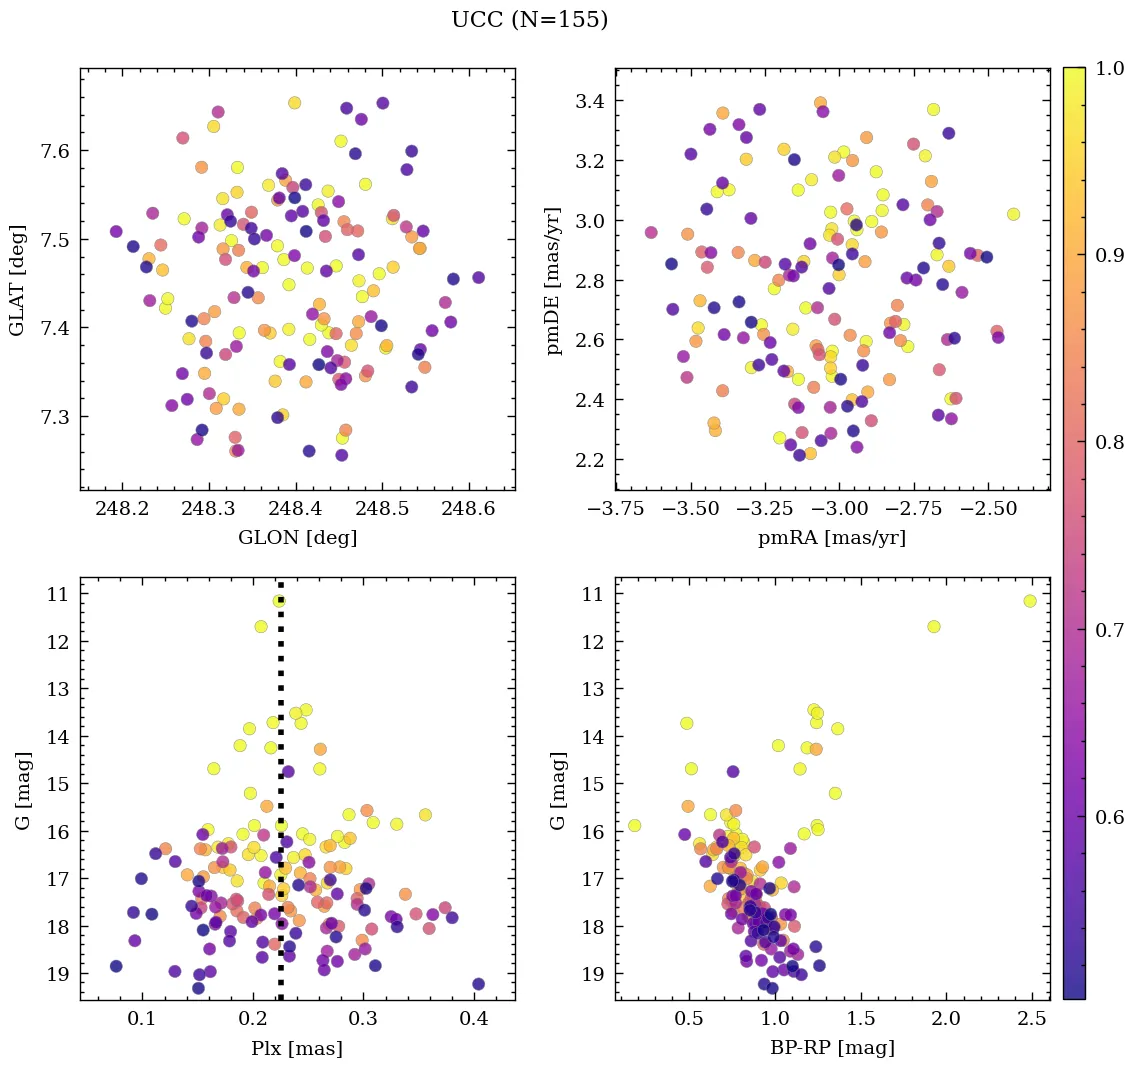 UCC (N=155)
7.6
7.5
7.4
7.3
GLAT [deg]
248.2 248.3 248.4 248.5 248.6
GLON [deg]
3.4
3.2
3.0
2.8
2.6
2.4
2.2
pmDE [mas/yr]
−3.75 −3.50 −3.25 −3.00 −2.75 −2.50
pmRA [mas/yr]
1.0
0.9
0.8
0.7
0.6
11
12
13
14
15
16
17
18
19
G [mag]
0.1 0.2 0.3 0.4
Plx [mas]
11
12
13
14
15
16
17
18
19
G [mag]
0.5 1.0 1.5 2.0 2.5
BP-RP [mag]